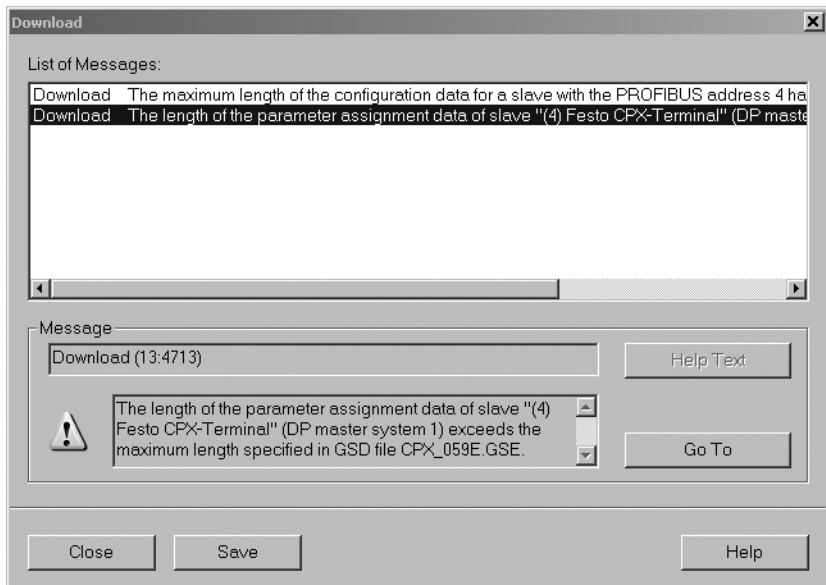 Download
List of Messages:
Download The maximum length of the configuration data for a slave with the PROFIBUS address 4 ha
Download The length of the parameter assignment data of slave "(4) Festo CPX-Terminal" (DP maste
Message
Download (13:4713)
Help Text
The length of the parameter assignment data of slave "(4)
Festo CPX-Terminal" (DP master system 1) exceeds the
maximum length specified in GSD file CPX_059E.GSE.
Go To
Close
Save
Help